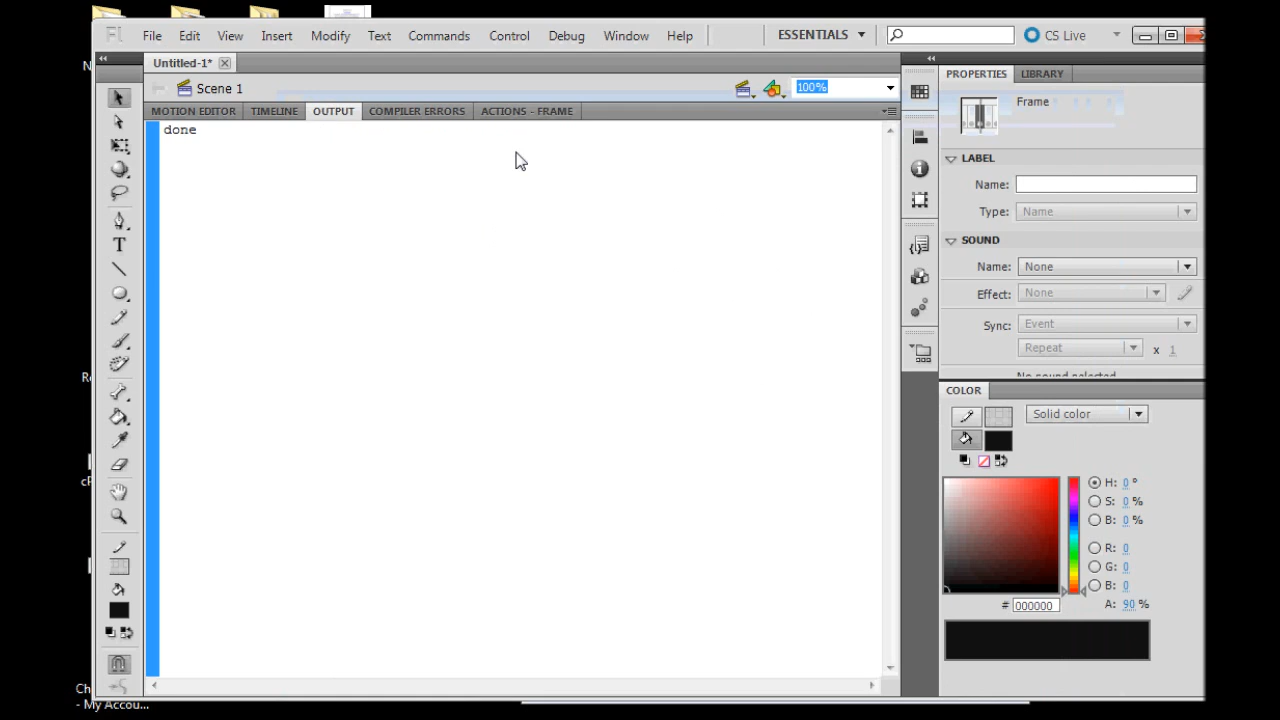 Fl File Edit View Insert Modify Text Commands Control Debug Window Help ESSENTIALS CS Live
Untitled-1*
Scene 1 100%
MOTION EDITOR TIMELINE OUTPUT COMPILER ERRORS ACTIONS - FRAME
done
PROPERTIES LIBRARY
Frame
LABEL
Name:
Type: Name
SOUND
Name: None
Effect: None
Sync: Event
Repeat x 1
No sound selected
COLOR
Solid color
H: 0 °
S: 0 %
B: 0 %
R: 0
G: 0
B: 0
# 000000 A: 90 %
- My Accou...